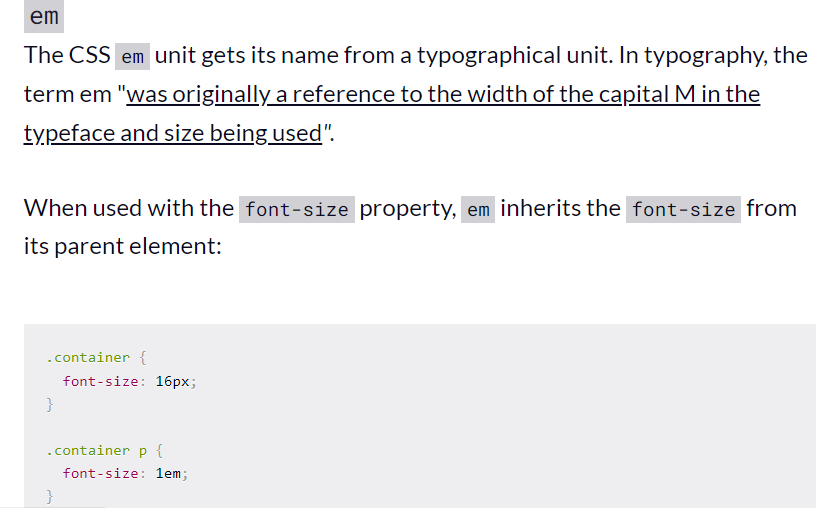 em
The CSS em unit gets its name from a typographical unit. In typography, the
term em "was originally a reference to the width of the capital M in the
typeface and size being used".
When used with the font-size property, em inherits the font-size from
its parent element:
.container {
  font-size: 16px;
}
.container p {
  font-size: 1em;
}